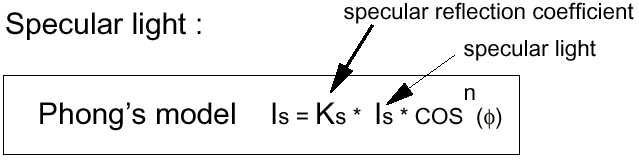 specular reflection coefficient
Specular light :
specular light
Phong's model Is = Ks * Is * COS^n (ϕ)